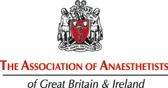 THE ASSOCIATION OF ANAESTHETISTS
of Great Britain & Ireland